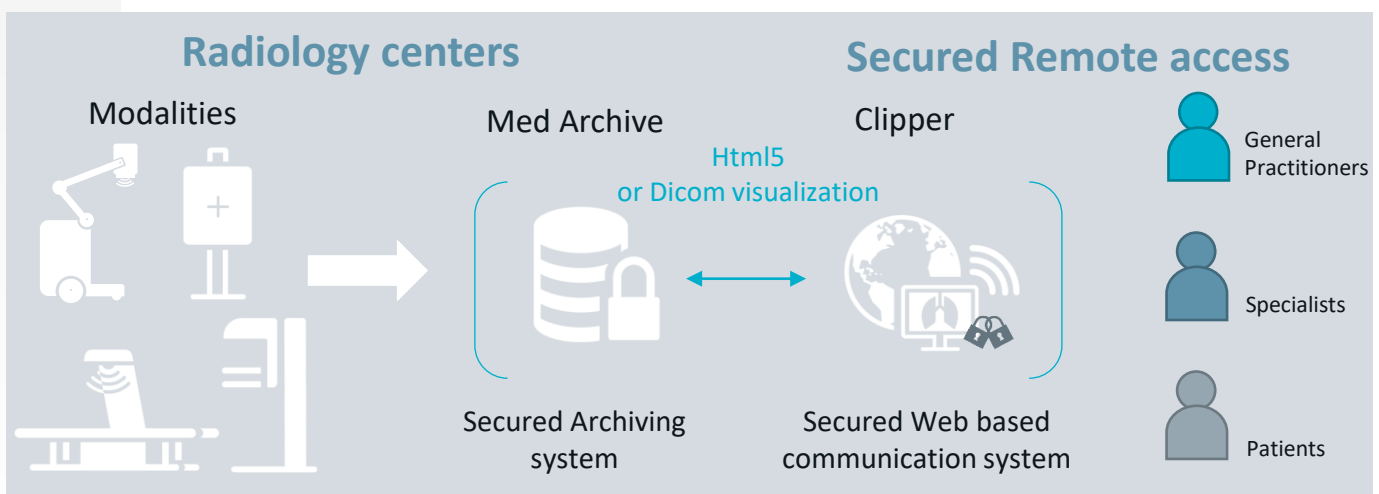 Radiology centers
Secured Remote access
Modalities
Med Archive
Clipper
Html5
or Dicom visualization
General
Practitioners
Specialists
Secured Archiving
system
Secured Web based
communication system
Patients